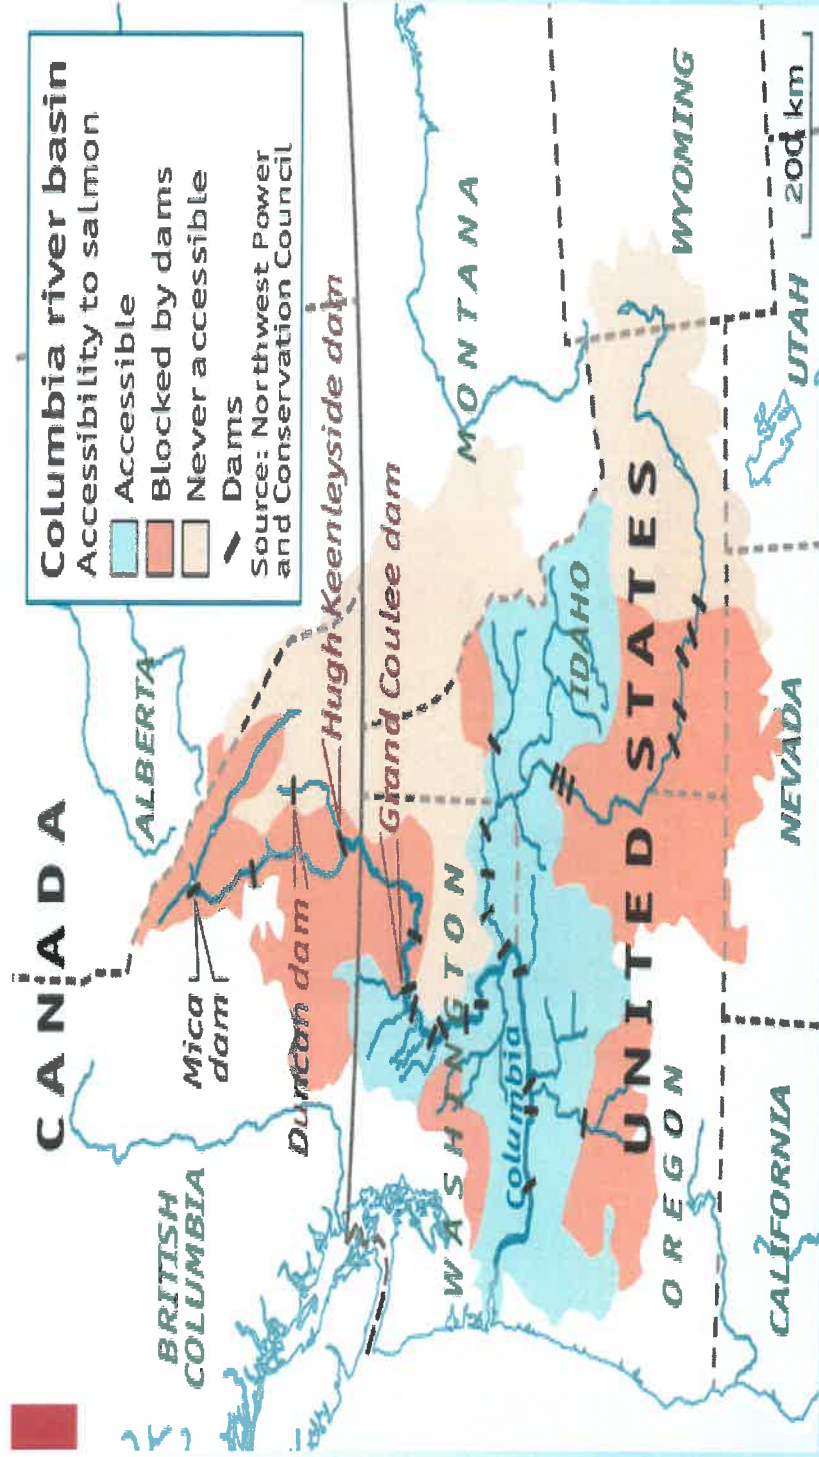 Columbia river basin
Accessibility to salmon
Accessible
Blocked by dams
Never accessible
Dams
Source: Northwest Power
and Conservation Council
CANADA
ALBERTA
BRITISH
COLUMBIA
Mica
dam
Duncan dam
Hugh Keenleyside dam
Grand Coulee dam
WASHINGTON
MONTANA
Columbia
IDAHO
OREGON
UNITED STATES
WYOMING
CALIFORNIA
NEVADA
UTAH
200 km